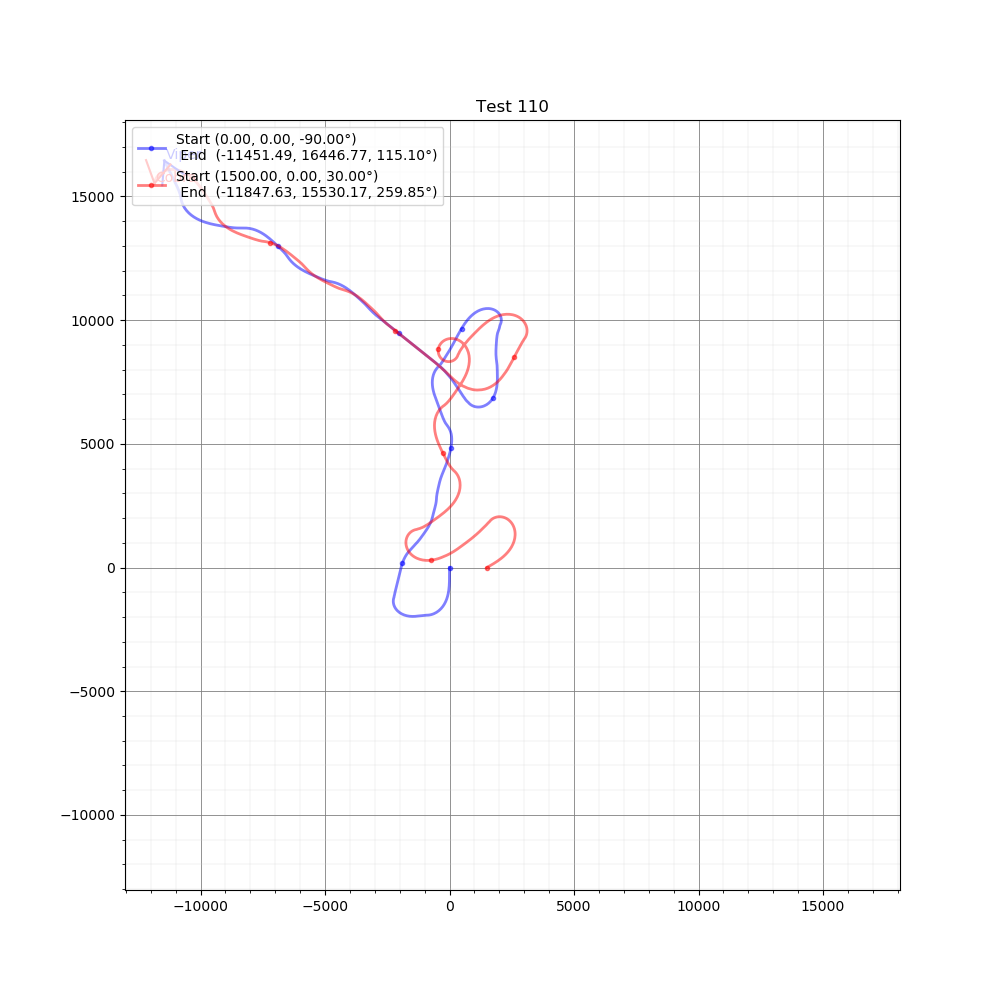 Test 110
Start (0.00, 0.00, -90.00°)
End (-11451.49, 16446.77, 115.10°)
Start (1500.00, 0.00, 30.00°)
End (-11847.63, 15530.17, 259.85°)
15000
10000
5000
0
−5000
−10000
−10000
−5000
0
5000
10000
15000